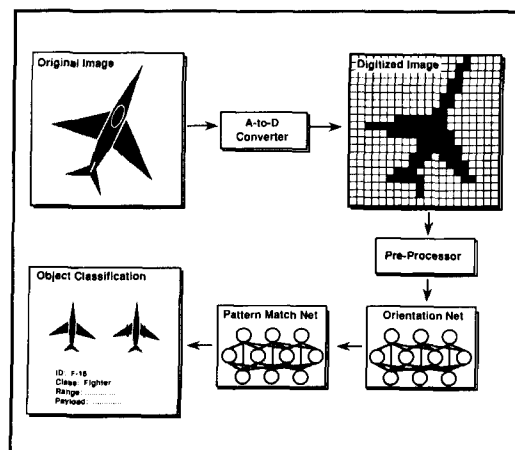 Original Image
A-to-D
Converter
Digitized Image
Pre-Processor
Orientation Net
Pattern Match Net
Object Classification
ID: F-16
Class: Fighter
Range: ............
Payload: ............